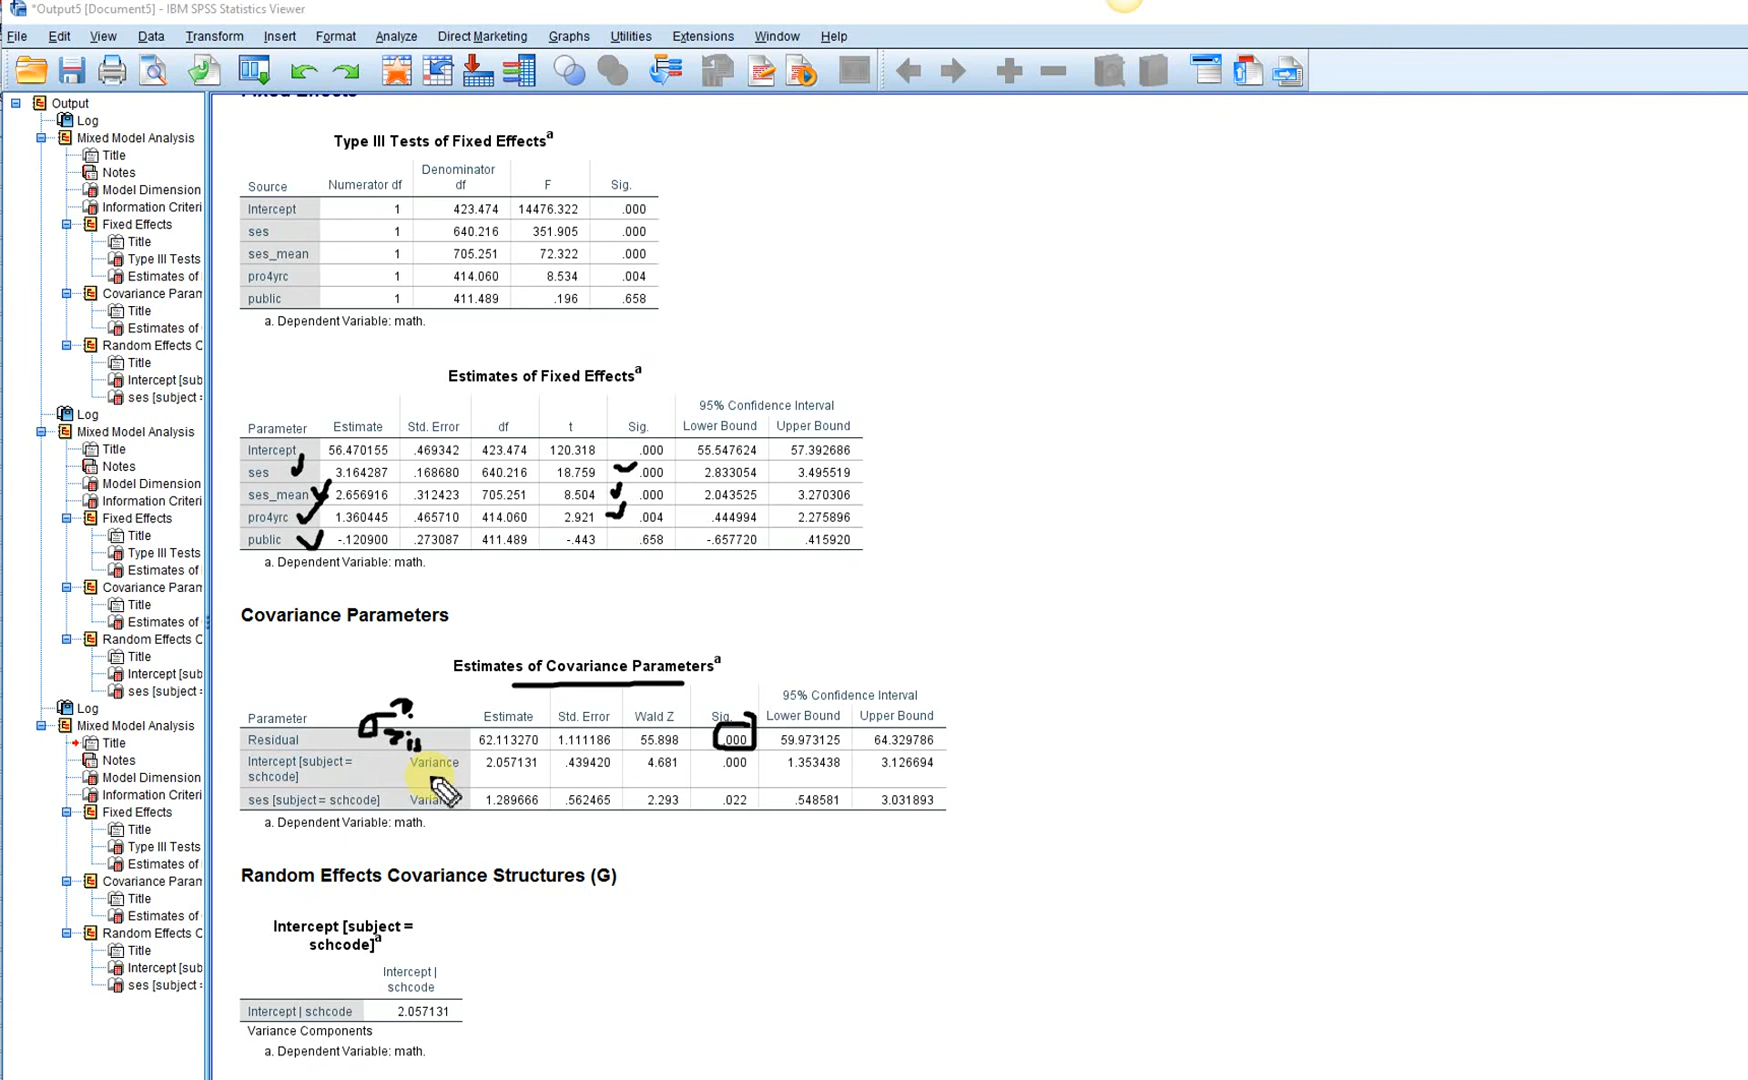 *Output5 [Document5] - IBM SPSS Statistics Viewer
File Edit View Data Transform Insert Format Analyze Direct Marketing Graphs Utilities Extensions Window Help
Output
Log
Mixed Model Analysis
Title
Notes
Model Dimension
Information Criteri
Fixed Effects
Title
Type III Tests
Estimates of
Covariance Param
Title
Estimates of
Random Effects C
Title
Intercept [sub
ses [subject =
Log
Mixed Model Analysis
Title
Notes
Model Dimension
Information Criteri
Fixed Effects
Title
Type III Tests
Estimates of
Covariance Param
Title
Estimates of
Random Effects C
Title
Intercept [sub
ses [subject =
Log
Mixed Model Analysis
Title
Notes
Model Dimension
Information Criteri
Fixed Effects
Title
Type III Tests
Estimates of
Covariance Param
Title
Estimates of
Random Effects C
Title
Intercept [sub
ses [subject =
Fixed Effects
Type III Tests of Fixed Effects a
Source Numerator df Denominator df F Sig.
Intercept 1 423.474 14476.322 .000
ses 1 640.216 351.905 .000
ses_mean 1 705.251 72.322 .000
pro4yrc 1 414.060 8.534 .004
public 1 411.489 .196 .658
a. Dependent Variable: math.
Estimates of Fixed Effects a
95% Confidence Interval
Parameter Estimate Std. Error df t Sig. Lower Bound Upper Bound
Intercept 56.470155 .469342 423.474 120.318 .000 55.547624 57.392686
ses 3.164287 .168680 640.216 18.759 .000 2.833054 3.495519
ses_mean 2.656916 .312423 705.251 8.504 .000 2.043525 3.270306
pro4yrc 1.360445 .465710 414.060 2.921 .004 .444994 2.275896
public -.120900 .273087 411.489 -.443 .658 -.657720 .415920
a. Dependent Variable: math.
Covariance Parameters
Estimates of Covariance Parameters a
95% Confidence Interval
Parameter Estimate Std. Error Wald Z Sig. Lower Bound Upper Bound
Residual 62.113270 1.111186 55.898 .000 59.973125 64.329786
Intercept [subject = schcode] Variance 2.057131 .439420 4.681 .000 1.353438 3.126694
ses [subject = schcode] Variance 1.289666 .562465 2.293 .022 .548581 3.031893
a. Dependent Variable: math.
Random Effects Covariance Structures (G)
Intercept [subject =
schcode] a
Intercept |
schcode
Intercept | schcode 2.057131
Variance Components
a. Dependent Variable: math.